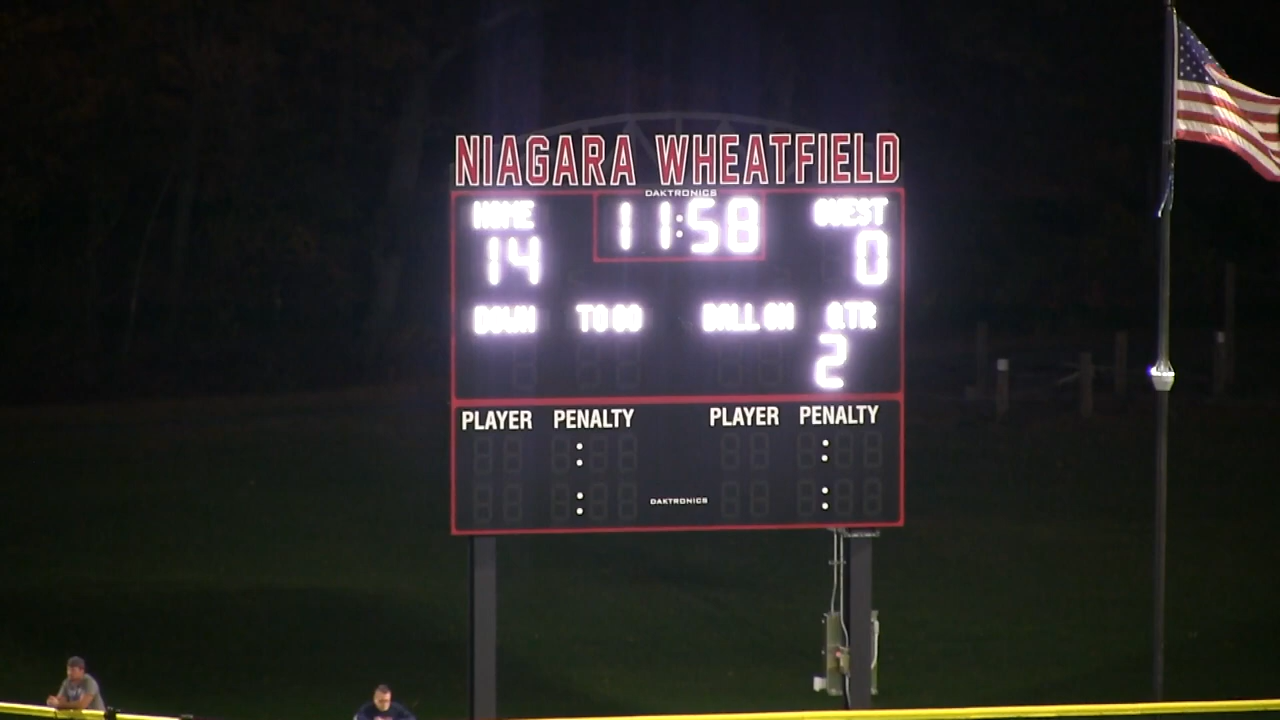 NIAGARA WHEATFIELD
DAKTRONICS
HOME 11:58 GUEST
14 0
DOWN TO GO BALL ON QTR
2
PLAYER PENALTY PLAYER PENALTY
: :
: :
DAKTRONICS